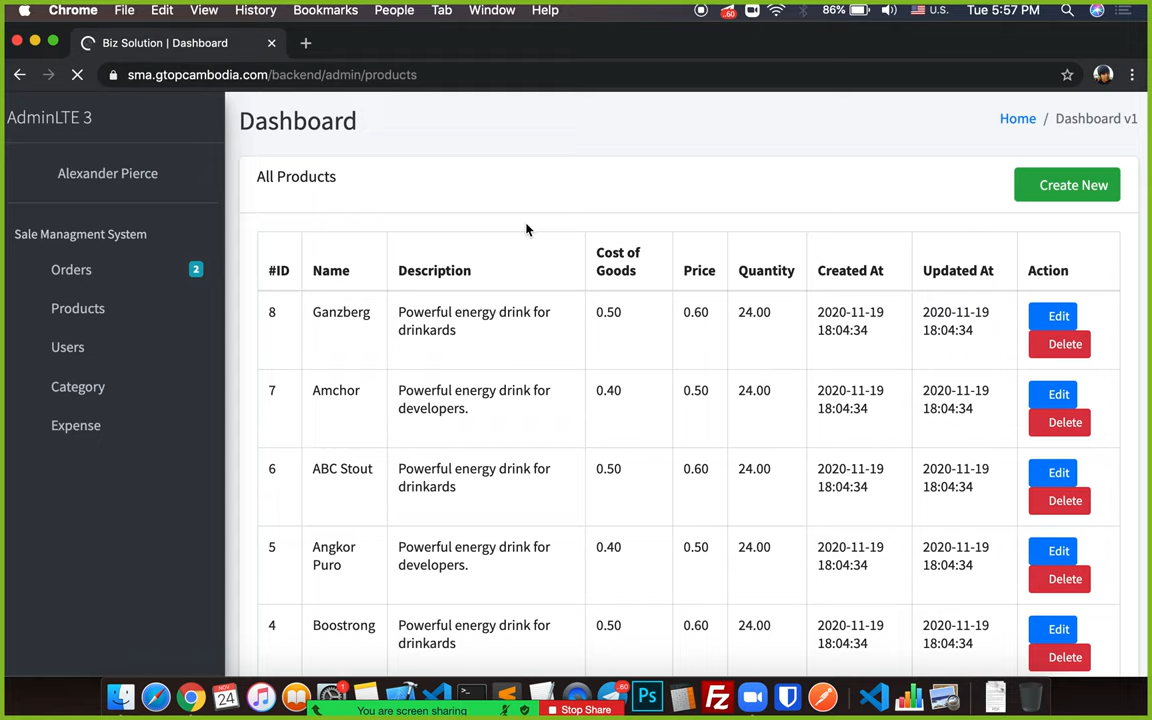 Chrome File Edit View History Bookmarks People Tab Window Help 86% U.S. Tue 5:57 PM
Biz Solution | Dashboard
sma.gtopcambodia.com/backend/admin/products
AdminLTE 3
Alexander Pierce
Sale Managment System
Orders 2
Products
Users
Category
Expense
Dashboard
Home / Dashboard v1
All Products
Create New
#ID Name Description Cost of Goods Price Quantity Created At Updated At Action
8 Ganzberg Powerful energy drink for 0.50 0.60 24.00 2020-11-19 2020-11-19 Edit
drinkards 18:04:34 18:04:34 Delete
7 Amchor Powerful energy drink for 0.40 0.50 24.00 2020-11-19 2020-11-19 Edit
developers. 18:04:34 18:04:34 Delete
6 ABC Stout Powerful energy drink for 0.50 0.60 24.00 2020-11-19 2020-11-19 Edit
drinkards 18:04:34 18:04:34 Delete
5 Angkor Powerful energy drink for 0.40 0.50 24.00 2020-11-19 2020-11-19 Edit
Puro developers. 18:04:34 18:04:34 Delete
4 Boostrong Powerful energy drink for 0.50 0.60 24.00 2020-11-19 2020-11-19 Edit
drinkards 18:04:34 18:04:34 Delete
NOV 24 1 60 Ps Fz
You are screen sharing Stop Share